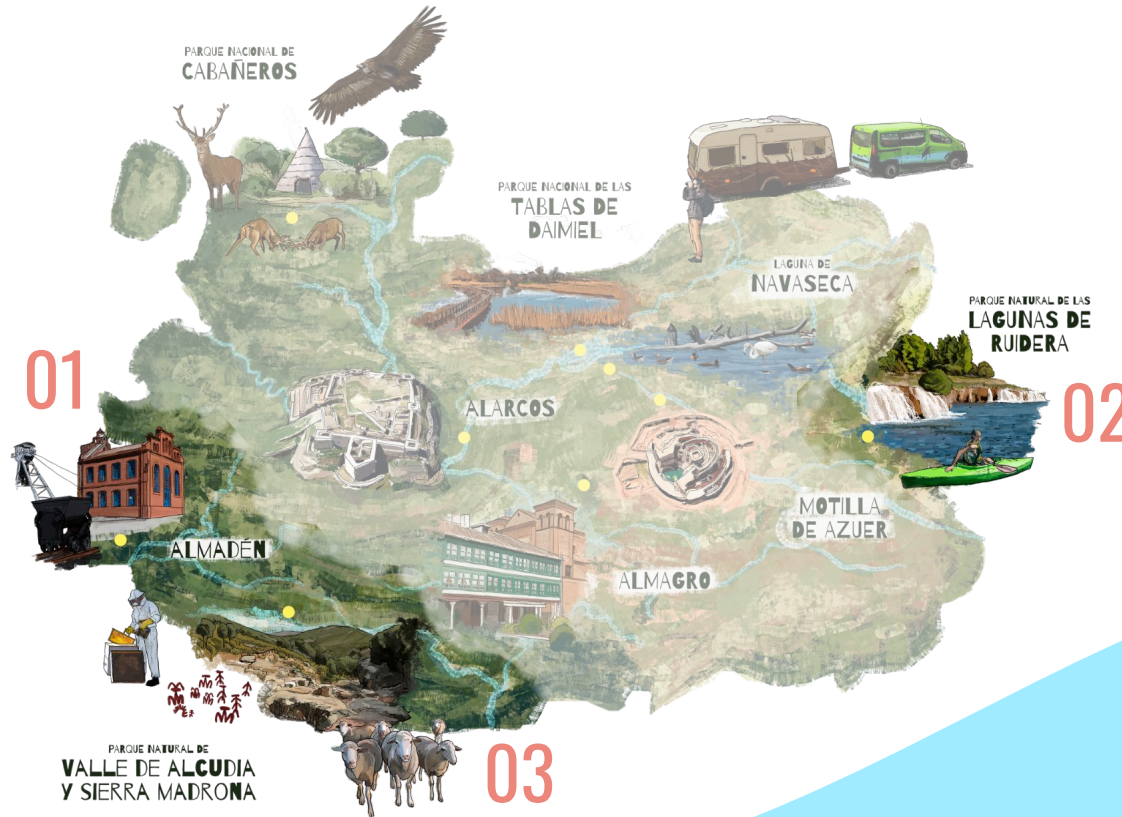 PARQUE NACIONAL DE
CABAÑEROS
PARQUE NACIONAL DE LAS
TABLAS DE
DAIMIEL
LAGUNA DE
NAVASECA
PARQUE NATURAL DE LAS
LAGUNAS DE
RUIDERA
01
02
ALARCOS
MOTILLA
DE AZUER
ALMADÉN
ALMAGRO
PARQUE NATURAL DE
VALLE DE ALCUDIA
Y SIERRA MADRONA
03